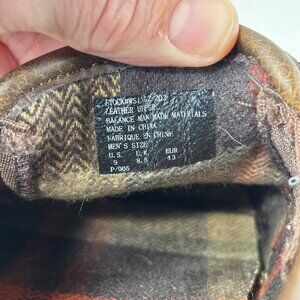 LEATHER UPPER
BALANCE MAN MADE MATERIALS
MADE IN CHINA
FABRIQUE EN CHINE
MEN'S SIZE
U.S. U.K. EUR
9 8.5 43
P/005